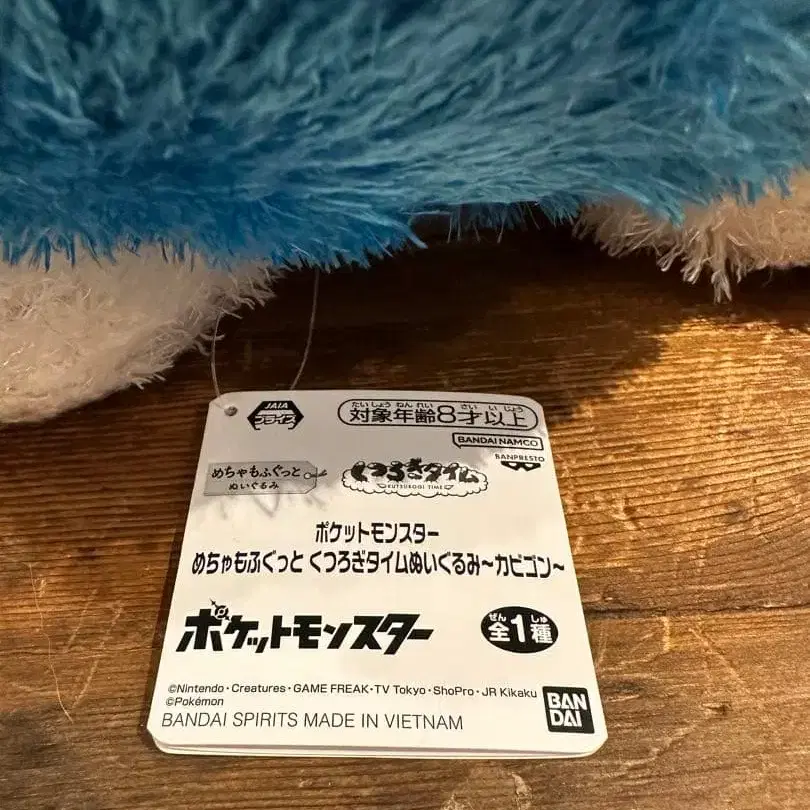 JAIA
プライズ
たいしょうねんれい さいいじょう
対象年齢8才以上
BANDAI NAMCO
BANPRESTO
めちゃもふぐっと
ぬいぐるみ
くつろぎタイム
KUTSUROGI TIME
ポケットモンスター
めちゃもふぐっと くつろぎタイムぬいぐるみ~カビゴン~
ポケットモンスター
ぜん しゅ
全1種
©Nintendo・Creatures・GAME FREAK・TV Tokyo・ShoPro・JR Kikaku
©Pokémon
BANDAI SPIRITS MADE IN VIETNAM
BAN
DAI